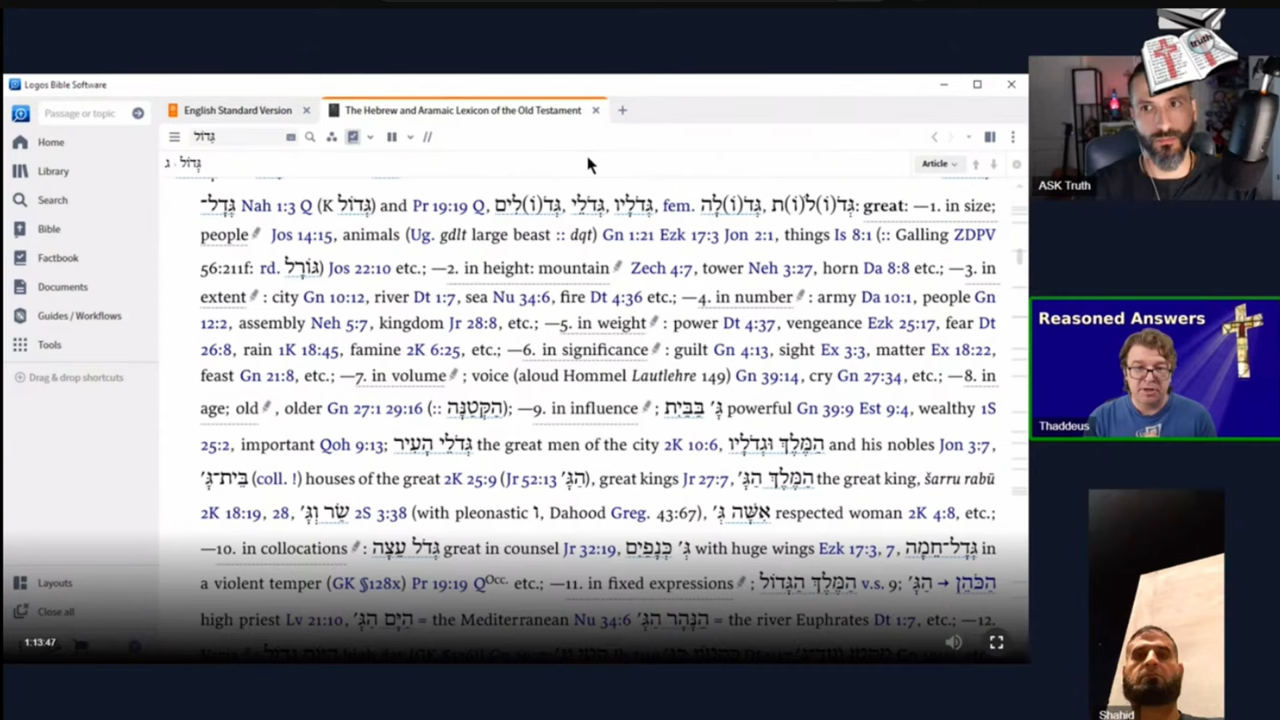 Logos Bible Software
Passage or topic
English Standard Version
The Hebrew and Aramaic Lexicon of the Old Testament
Home
Library
Search
Bible
Factbook
Documents
Guides / Workflows
Tools
Drag & drop shortcuts
Layouts
Close all
גָּדוֹל
ג · גָּדוֹל
Article
גְּדָל־ Nah 1:3 Q (K גְּדוֹל) and Pr 19:19 Q, גְּדֹ(וֹ)לִים, גְּדֹלֵי, גְּדֹלָיו, fem. גְּדֹ(וֹ)לָה, גְּדֹ(וֹ)ל(וֹ)ת: great: —1. in size;
people Jos 14:15, animals (Ug. gdlt large beast :: dqt) Gn 1:21 Ezk 17:3 Jon 2:1, things Is 8:1 (:: Galling ZDPV
56:211f: rd. גּוֹרָל) Jos 22:10 etc.; —2. in height: mountain Zech 4:7, tower Neh 3:27, horn Da 8:8 etc.; —3. in
extent : city Gn 10:12, river Dt 1:7, sea Nu 34:6, fire Dt 4:36 etc.; —4. in number : army Da 10:1, people Gn
12:2, assembly Neh 5:7, kingdom Jr 28:8, etc.; —5. in weight : power Dt 4:37, vengeance Ezk 25:17, fear Dt
26:8, rain 1K 18:45, famine 2K 6:25, etc.; —6. in significance : guilt Gn 4:13, sight Ex 3:3, matter Ex 18:22,
feast Gn 21:8, etc.; —7. in volume ; voice (aloud Hommel Lautlehre 149) Gn 39:14, cry Gn 27:34, etc.; —8. in
age; old , older Gn 27:1 29:16 (:: הַקְּטַנָּה); —9. in influence ; גְּ׳ בַּבַּיִת powerful Gn 39:9 Est 9:4, wealthy 1S
25:2, important Qoh 9:13; גְּדֹלֵי הָעִיר the great men of the city 2K 10:6, הַמֶּלֶךְ וּגְדֹלָיו and his nobles Jon 3:7,
בֵּית־גְּ׳ (coll. !) houses of the great 2K 25:9 (Jr 52:13 הַגְּ׳), great kings Jr 27:7, הַמֶּלֶךְ הַגְּ׳ the great king, šarru rabū
2K 18:19, 28, שַׂר וְגְּ׳ 2S 3:38 (with pleonastic ו, Dahood Greg. 43:67), אִשָּׁה גְּ׳ respected woman 2K 4:8, etc.;
—10. in collocations : גְּדֹל עֵצָה great in counsel Jr 32:19, גְּ׳ כְּנָפַיִם with huge wings Ezk 17:3, 7, גְּדָל־חֵמָה in
a violent temper (GK §128x) Pr 19:19 QOcc. etc.; —11. in fixed expressions ; הַמֶּלֶךְ הַגָּדוֹל v.s. 9; הַכֹּהֵן → הַגְּ׳
high priest Lv 21:10, הַיָּם הַגְּ׳ = the Mediterranean Nu 34:6 הַנָּהָר הַגְּ׳ = the river Euphrates Dt 1:7, etc.; —12.
1:13:47
truth
ASK Truth
Reasoned Answers
Thaddeus
Shahid